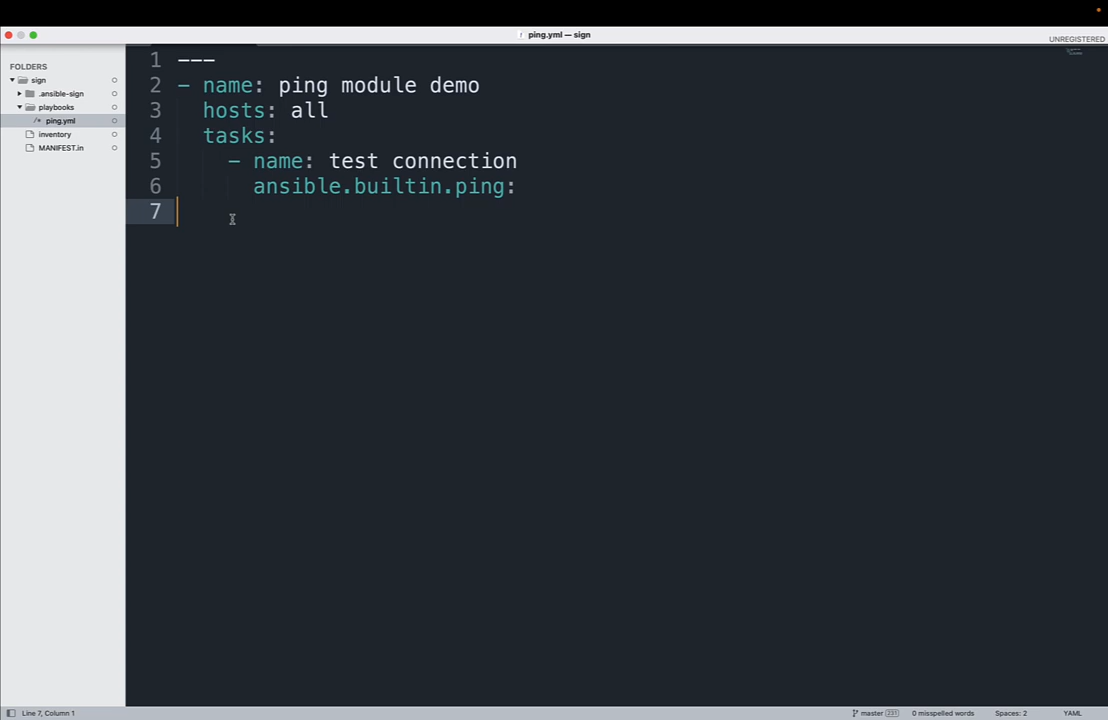 ping.yml — sign
UNREGISTERED
FOLDERS
sign
.ansible-sign
playbooks
/* ping.yml
inventory
MANIFEST.in
1 ---
2 - name: ping module demo
3 hosts: all
4 tasks:
5 - name: test connection
6 ansible.builtin.ping:
7
Line 7, Column 1
master 231
0 misspelled words
Spaces: 2
YAML